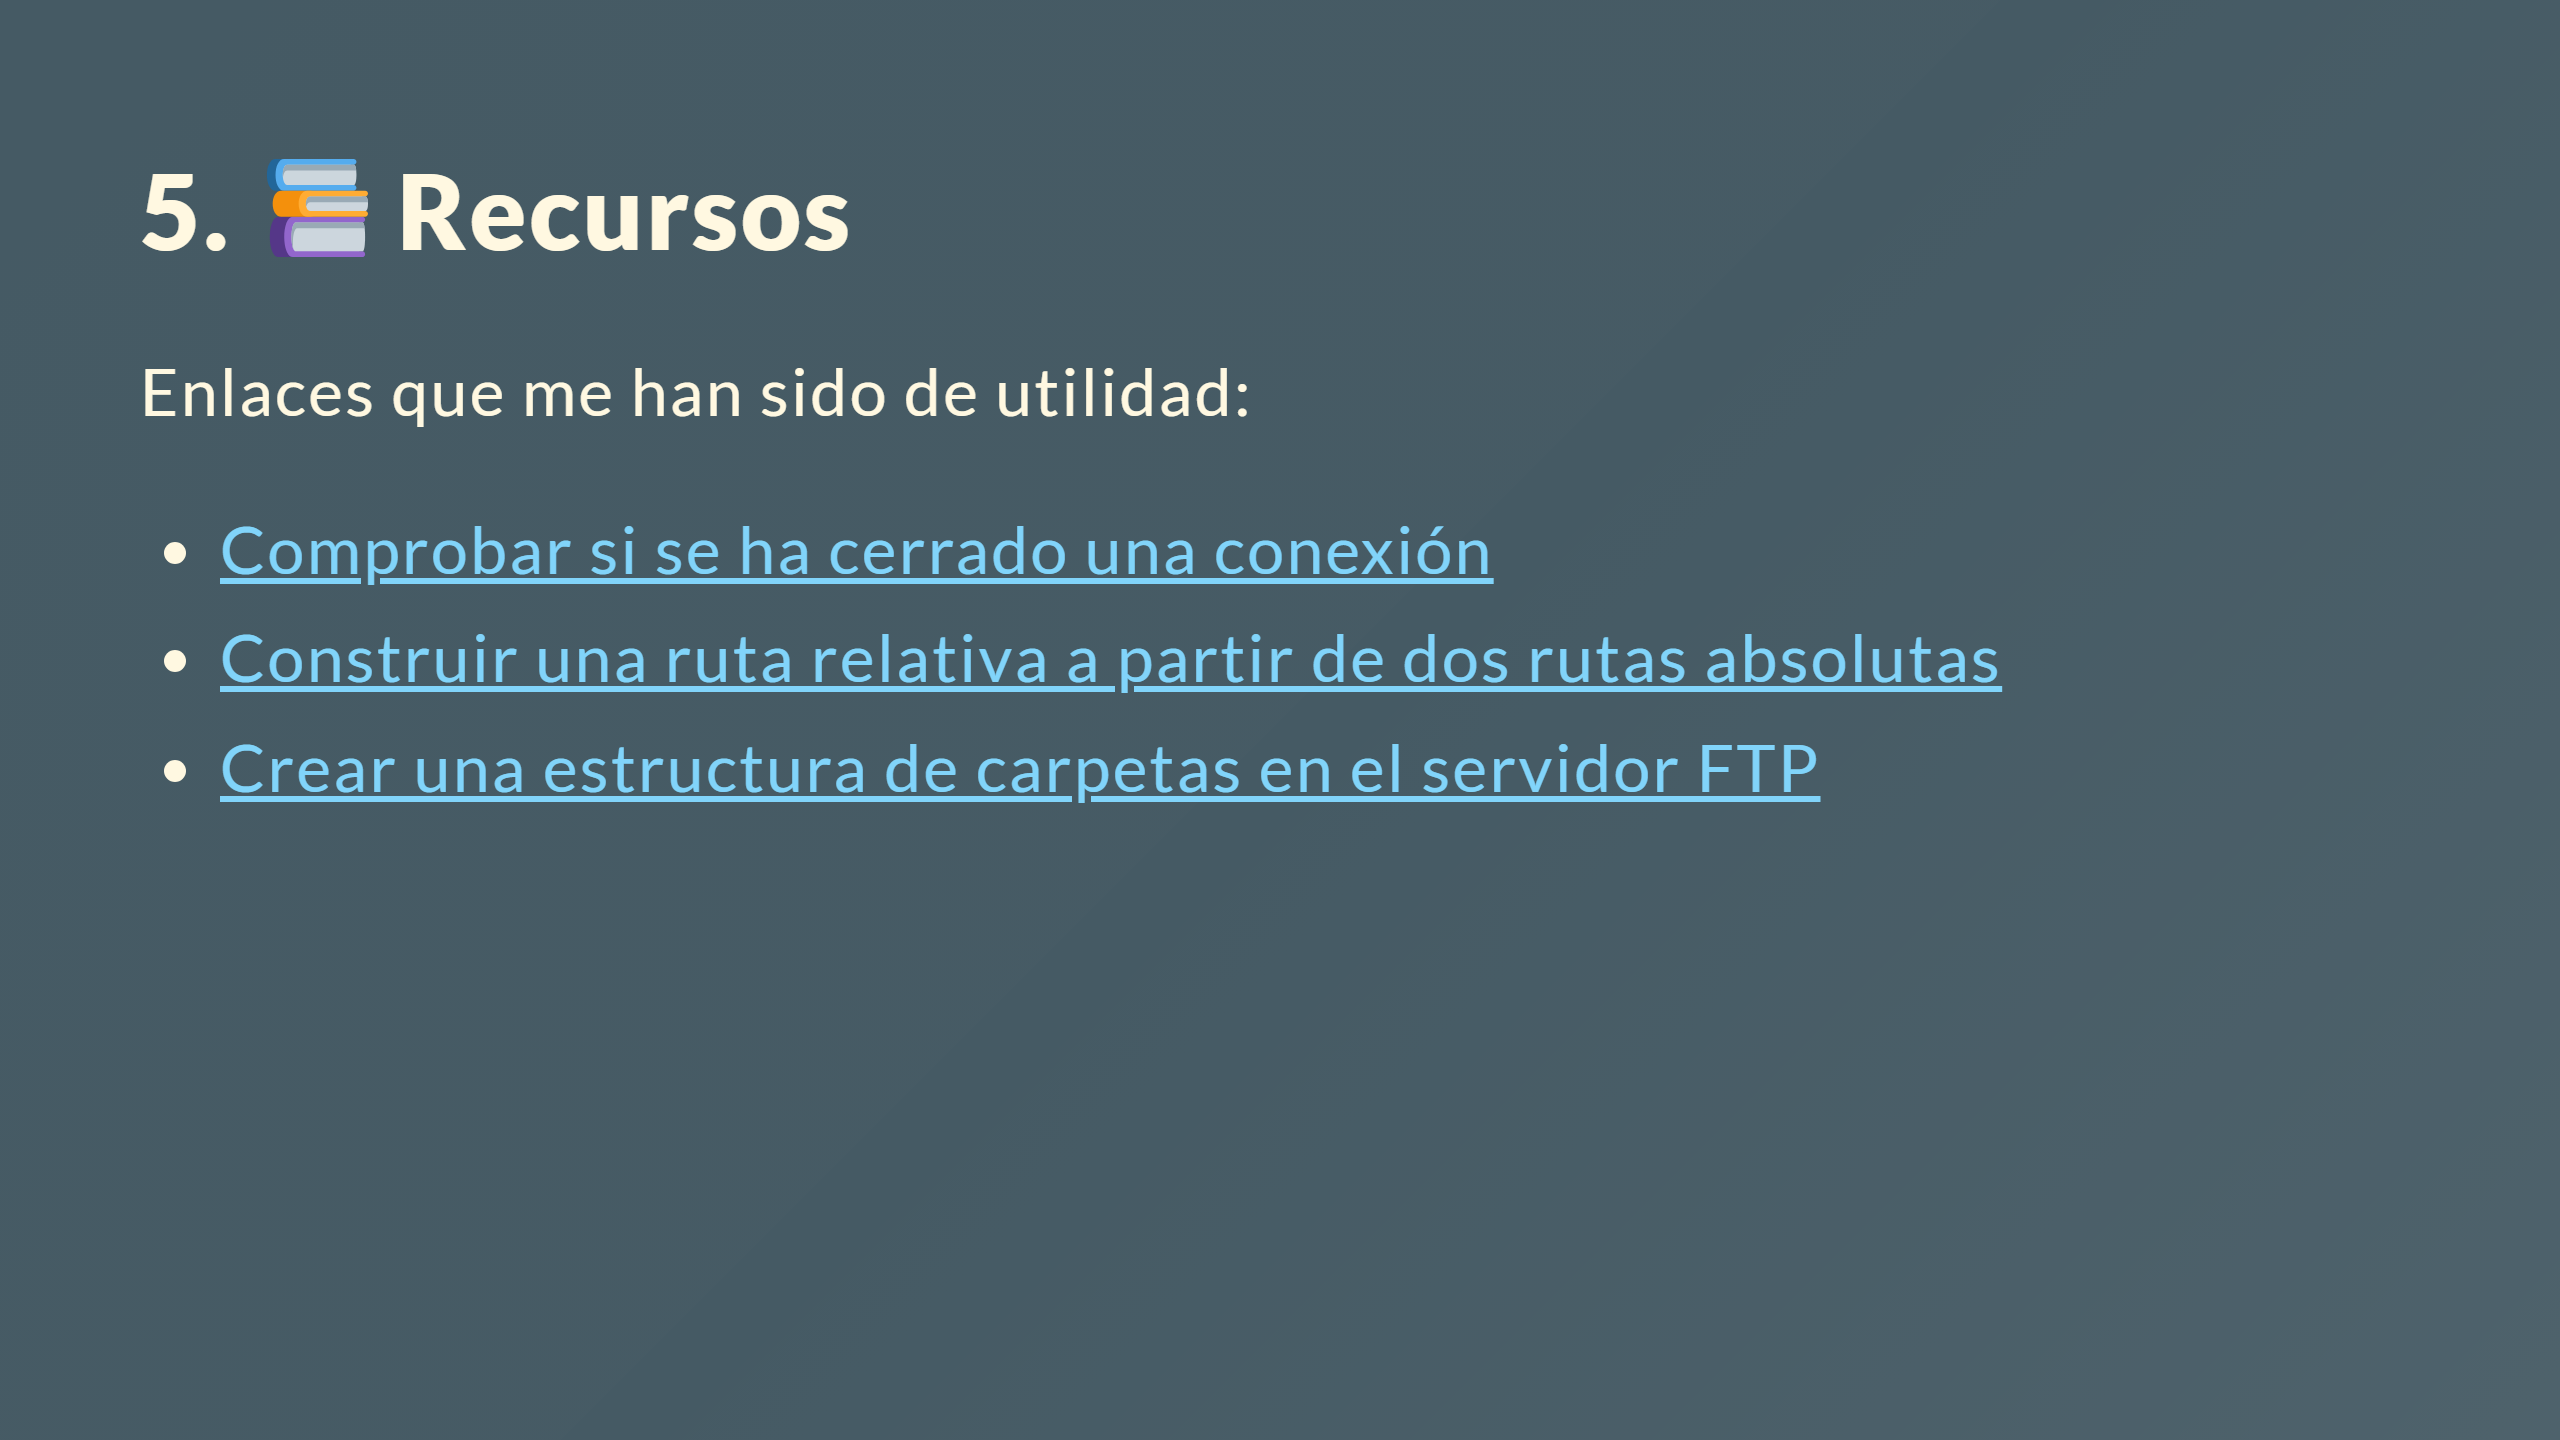 5. 📚 Recursos
Enlaces que me han sido de utilidad:
• Comprobar si se ha cerrado una conexión
• Construir una ruta relativa a partir de dos rutas absolutas
• Crear una estructura de carpetas en el servidor FTP